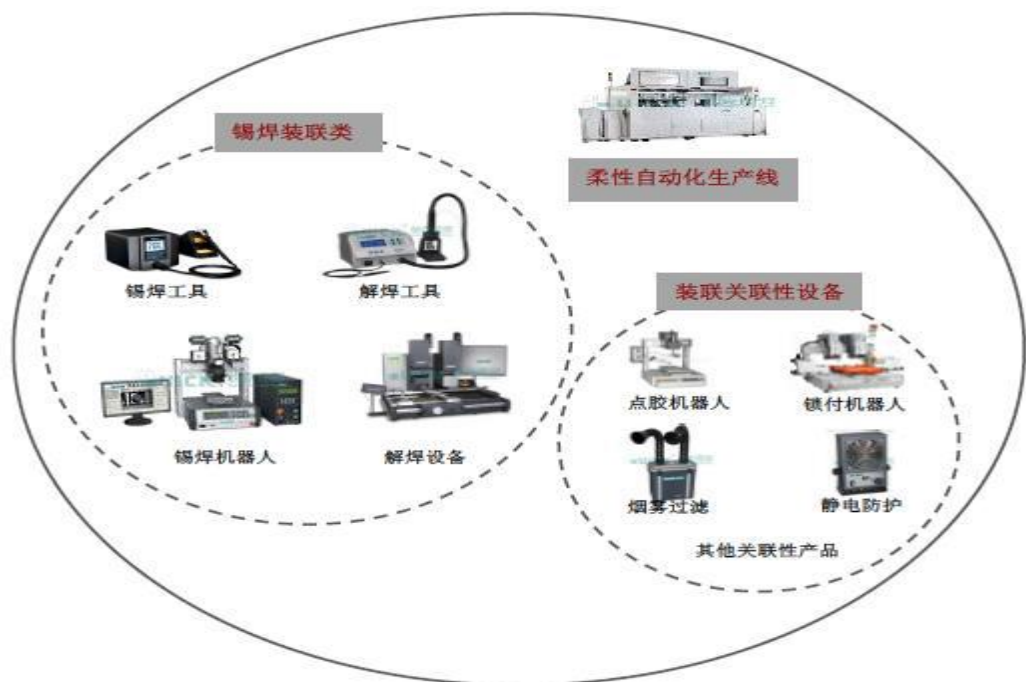 锡焊装联类
柔性自动化生产线
锡焊工具
解焊工具
装联关联性设备
点胶机器人
锁付机器人
锡焊机器人
解焊设备
烟雾过滤
静电防护
其他关联性产品